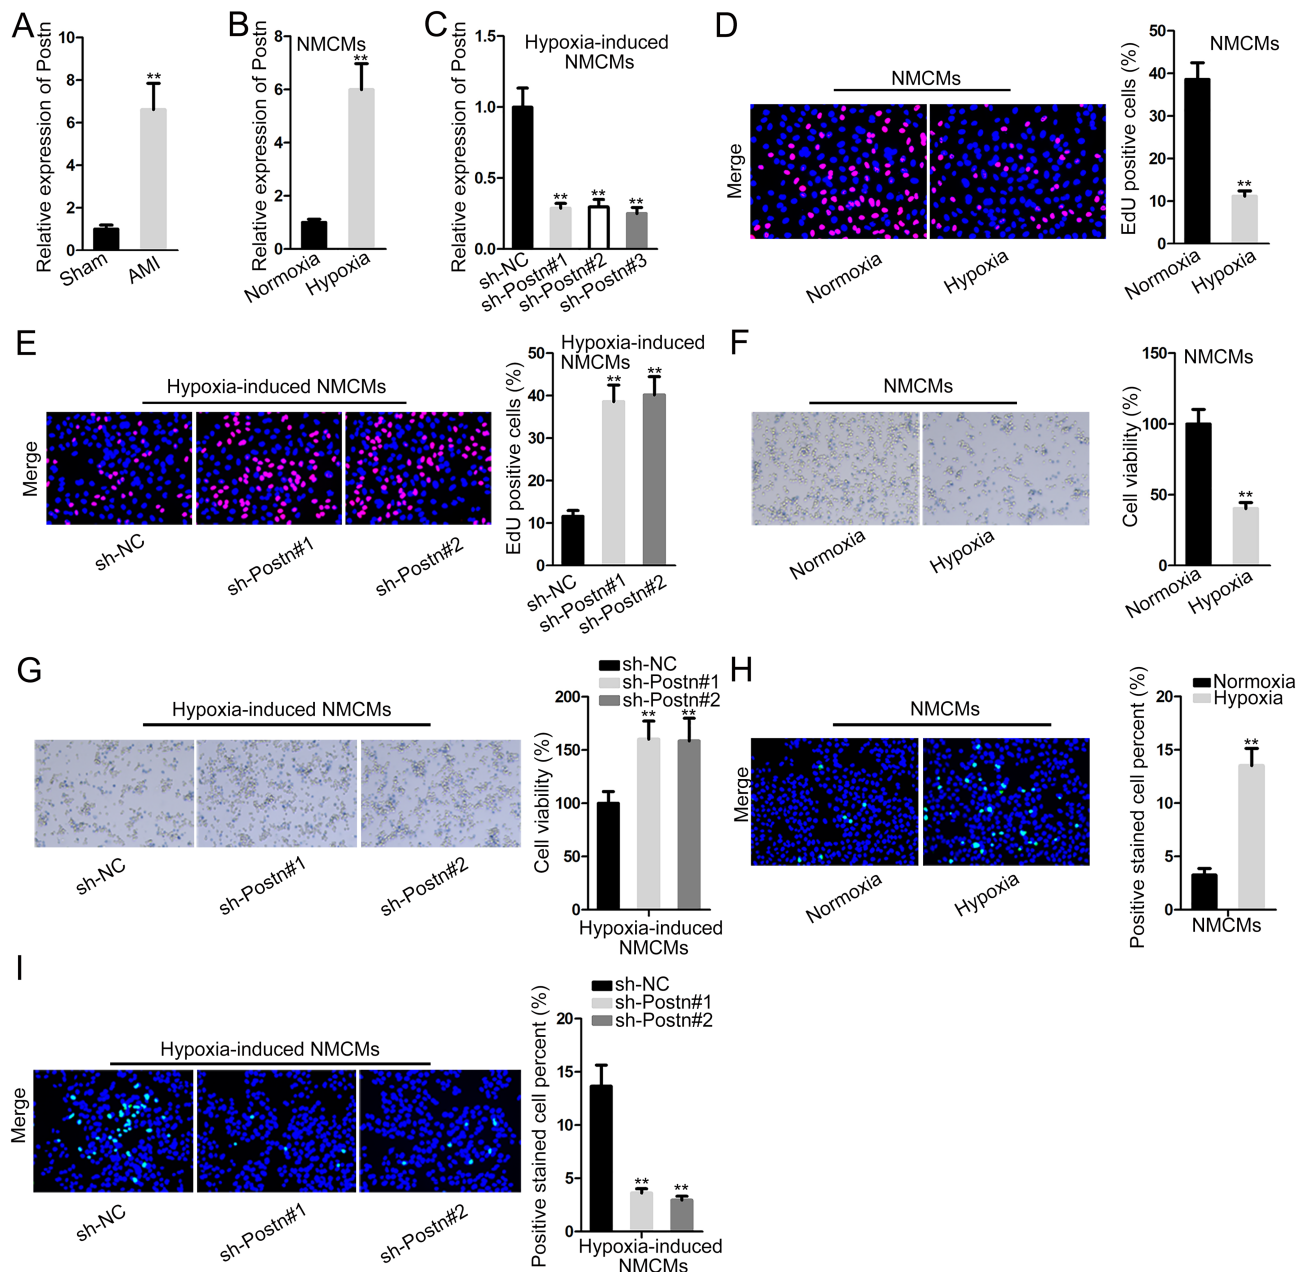 A
Relative expression of Postn
10
8
6
4
2
0
**
Sham
AMI
B
Relative expression of Postn
NMCMs
8
6
4
2
0
**
Normoxia
Hypoxia
C
Relative expression of Postn
Hypoxia-induced
NMCMs
1.5
1.0
0.5
0.0
**
**
**
sh-NC
sh-Postn#1
sh-Postn#2
sh-Postn#3
D
NMCMs
Merge
Normoxia
Hypoxia
EdU positive cells (%)
NMCMs
50
40
30
20
10
0
**
Normoxia
Hypoxia
E
Hypoxia-induced NMCMs
Merge
sh-NC
sh-Postn#1
sh-Postn#2
EdU positive cells (%)
Hypoxia-induced
NMCMs
50
40
30
20
10
0
**
**
sh-NC
sh-Postn#1
sh-Postn#2
F
NMCMs
Normoxia
Hypoxia
Cell viability (%)
NMCMs
150
100
50
0
**
Normoxia
Hypoxia
G
Hypoxia-induced NMCMs
sh-NC
sh-Postn#1
sh-Postn#2
sh-NC
sh-Postn#1
sh-Postn#2
Cell viability (%)
200
150
100
50
0
**
**
Hypoxia-induced
NMCMs
H
NMCMs
Merge
Normoxia
Hypoxia
Normoxia
Hypoxia
Positive stained cell percent (%)
20
15
10
5
0
**
NMCMs
I
Hypoxia-induced NMCMs
Merge
sh-NC
sh-Postn#1
sh-Postn#2
sh-NC
sh-Postn#1
sh-Postn#2
Positive stained cell percent (%)
20
15
10
5
0
**
**
Hypoxia-induced
NMCMs